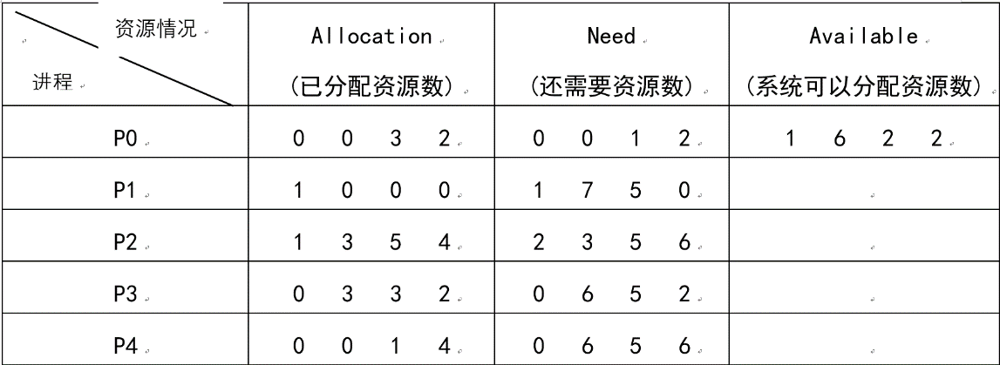 资源情况
进程
Allocation
(已分配资源数)
Need
(还需要资源数)
Available
(系统可以分配资源数)
P0 0 0 3 2 0 0 1 2 1 6 2 2
P1 1 0 0 0 1 7 5 0
P2 1 3 5 4 2 3 5 6
P3 0 3 3 2 0 6 5 2
P4 0 0 1 4 0 6 5 6